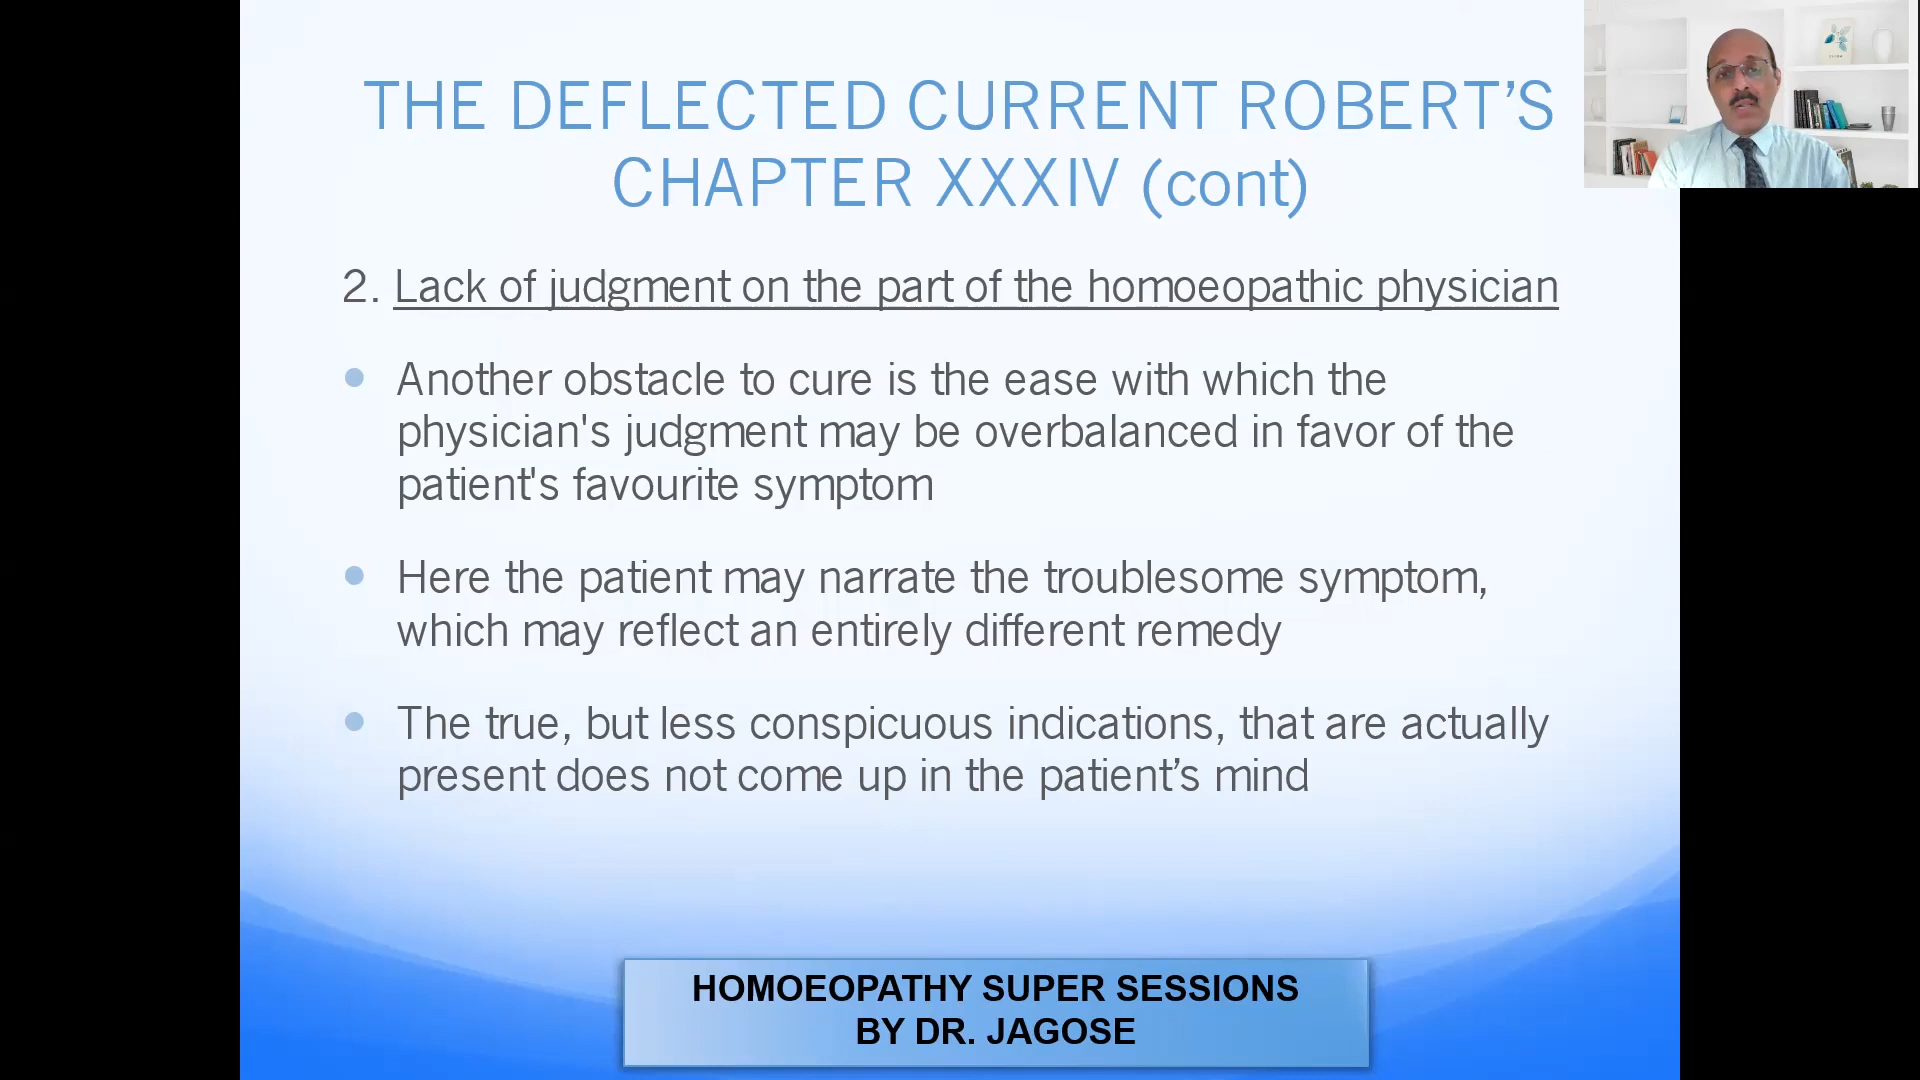 THE DEFLECTED CURRENT ROBERT’S
CHAPTER XXXIV (cont)
2. Lack of judgment on the part of the homoeopathic physician
Another obstacle to cure is the ease with which the
physician's judgment may be overbalanced in favor of the
patient's favourite symptom
Here the patient may narrate the troublesome symptom,
which may reflect an entirely different remedy
The true, but less conspicuous indications, that are actually
present does not come up in the patient’s mind
HOMOEOPATHY SUPER SESSIONS
BY DR. JAGOSE